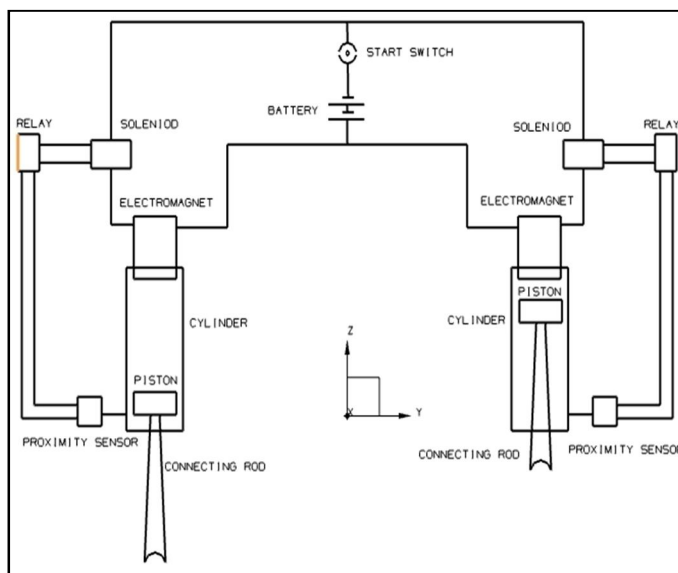 START SWITCH
BATTERY
RELAY
SOLENIOD
SOLENIOD
RELAY
ELECTROMAGNET
ELECTROMAGNET
PISTON
CYLINDER
CYLINDER
Z
PISTON
X
Y
PROXIMITY SENSOR
CONNECTING ROD
CONNECTING ROD
PROXIMITY SENSOR